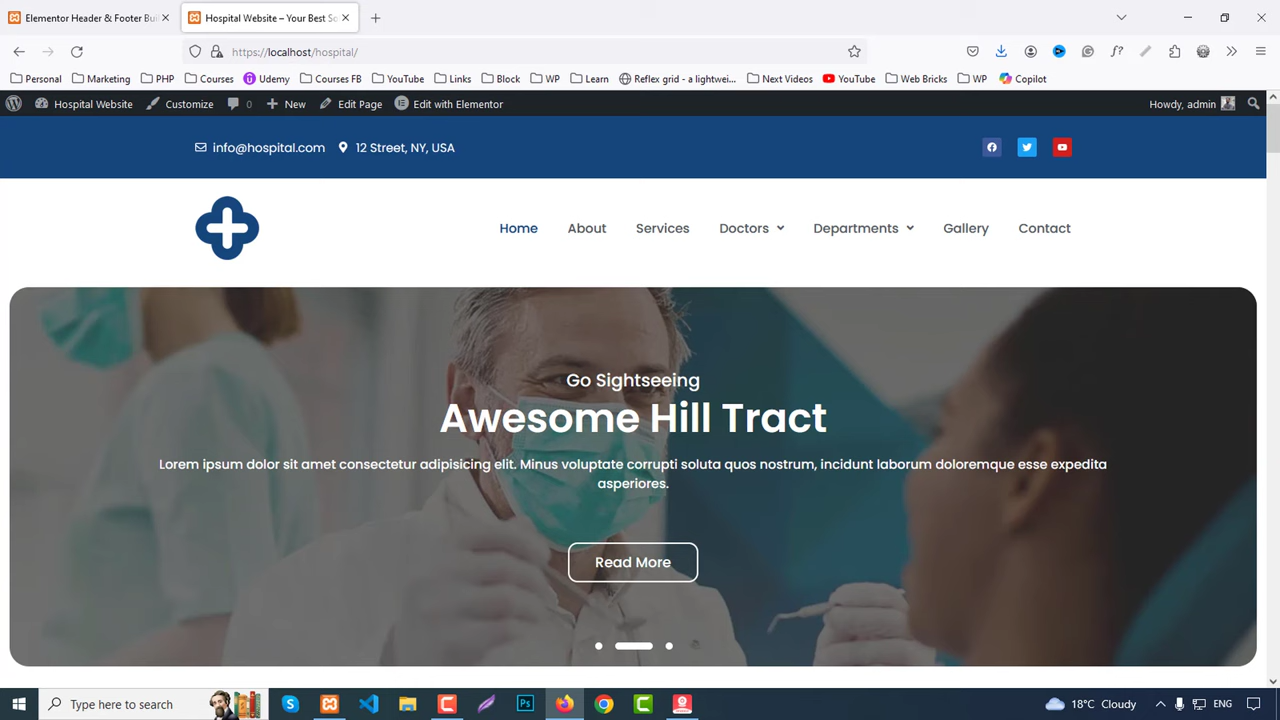 Elementor Header & Footer Bui
Hospital Website – Your Best So
https://localhost/hospital/
Personal
Marketing
PHP
Courses
Udemy
Courses FB
YouTube
Links
Block
WP
Learn
Reflex grid - a lightwei...
Next Videos
YouTube
Web Bricks
WP
Copilot
Hospital Website
Customize
0
New
Edit Page
Edit with Elementor
Howdy, admin
info@hospital.com
12 Street, NY, USA
Home
About
Services
Doctors
Departments
Gallery
Contact
Go Sightseeing
Awesome Hill Tract
Lorem ipsum dolor sit amet consectetur adipisicing elit. Minus voluptate corrupti soluta quos nostrum, incidunt laborum doloremque esse expedita
asperiores.
Read More
Type here to search
Ps
18°C Cloudy
ENG